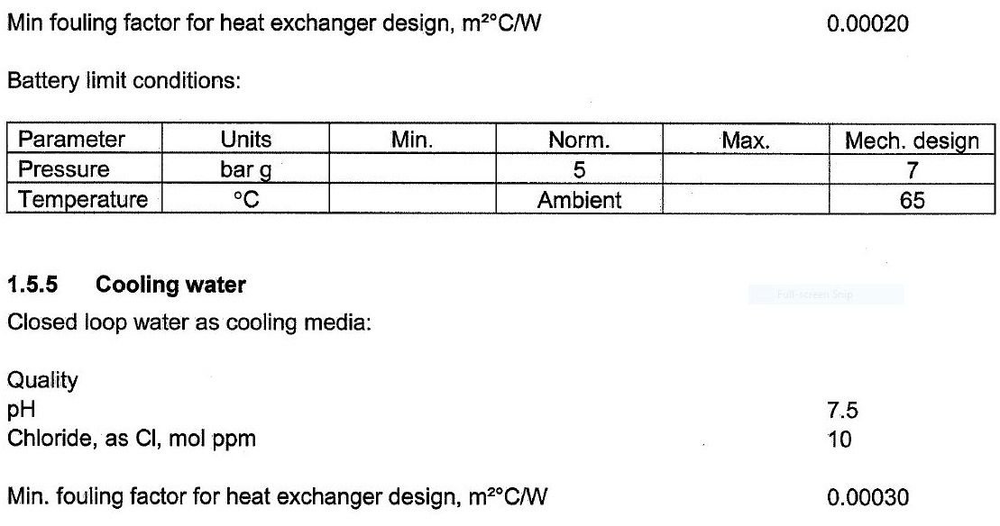 Min fouling factor for heat exchanger design, m²°C/W 0.00020
Battery limit conditions:
Parameter Units Min. Norm. Max. Mech. design
Pressure bar g 5 7
Temperature °C Ambient 65
1.5.5 Cooling water
Full-screen Snip
Closed loop water as cooling media:
Quality
pH 7.5
Chloride, as Cl, mol ppm 10
Min. fouling factor for heat exchanger design, m²°C/W 0.00030